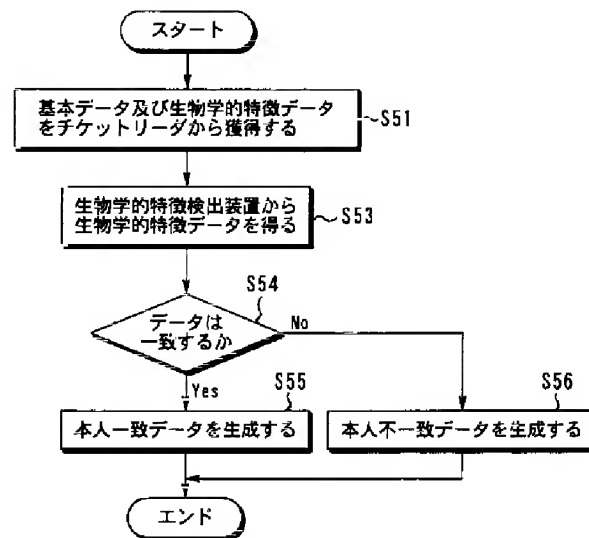 スタート
基本データ及び生物学的特徴データ
をチケットリーダから獲得する
S51
生物学的特徴検出装置から
生物学的特徴データを得る
S53
S54
データは
一致するか
No
Yes
S55
本人一致データを生成する
S56
本人不一致データを生成する
エンド